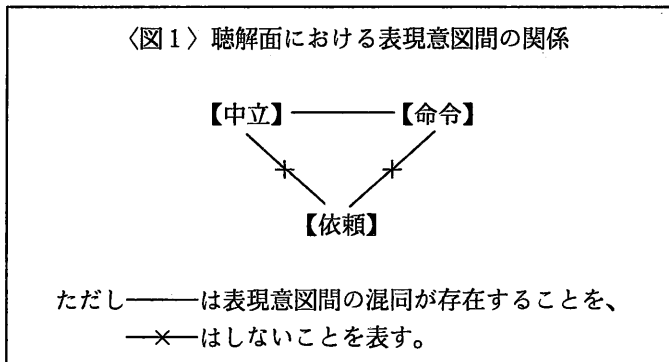 〈図1〉聴解面における表現意図間の関係
【中立】 【命令】
【依頼】
ただし———は表現意図間の混同が存在することを、
—×—はしないことを表す。